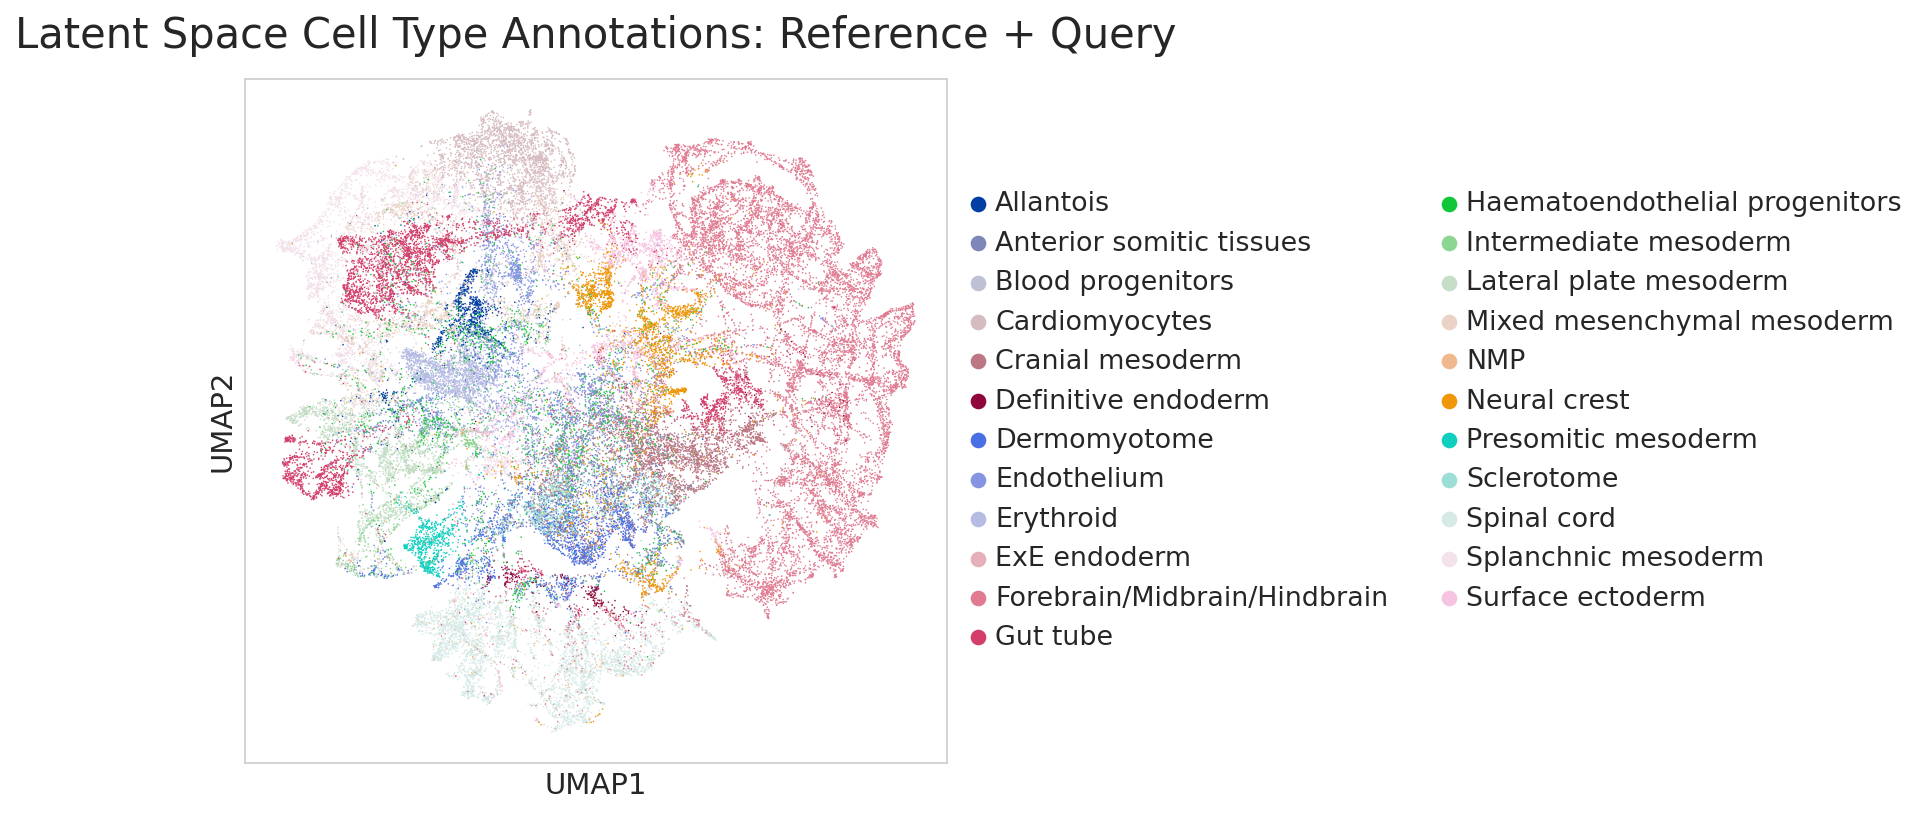 Latent Space Cell Type Annotations: Reference + Query
UMAP2
UMAP1
Allantois
Anterior somitic tissues
Blood progenitors
Cardiomyocytes
Cranial mesoderm
Definitive endoderm
Dermomyotome
Endothelium
Erythroid
ExE endoderm
Forebrain/Midbrain/Hindbrain
Gut tube
Haematoendothelial progenitors
Intermediate mesoderm
Lateral plate mesoderm
Mixed mesenchymal mesoderm
NMP
Neural crest
Presomitic mesoderm
Sclerotome
Spinal cord
Splanchnic mesoderm
Surface ectoderm